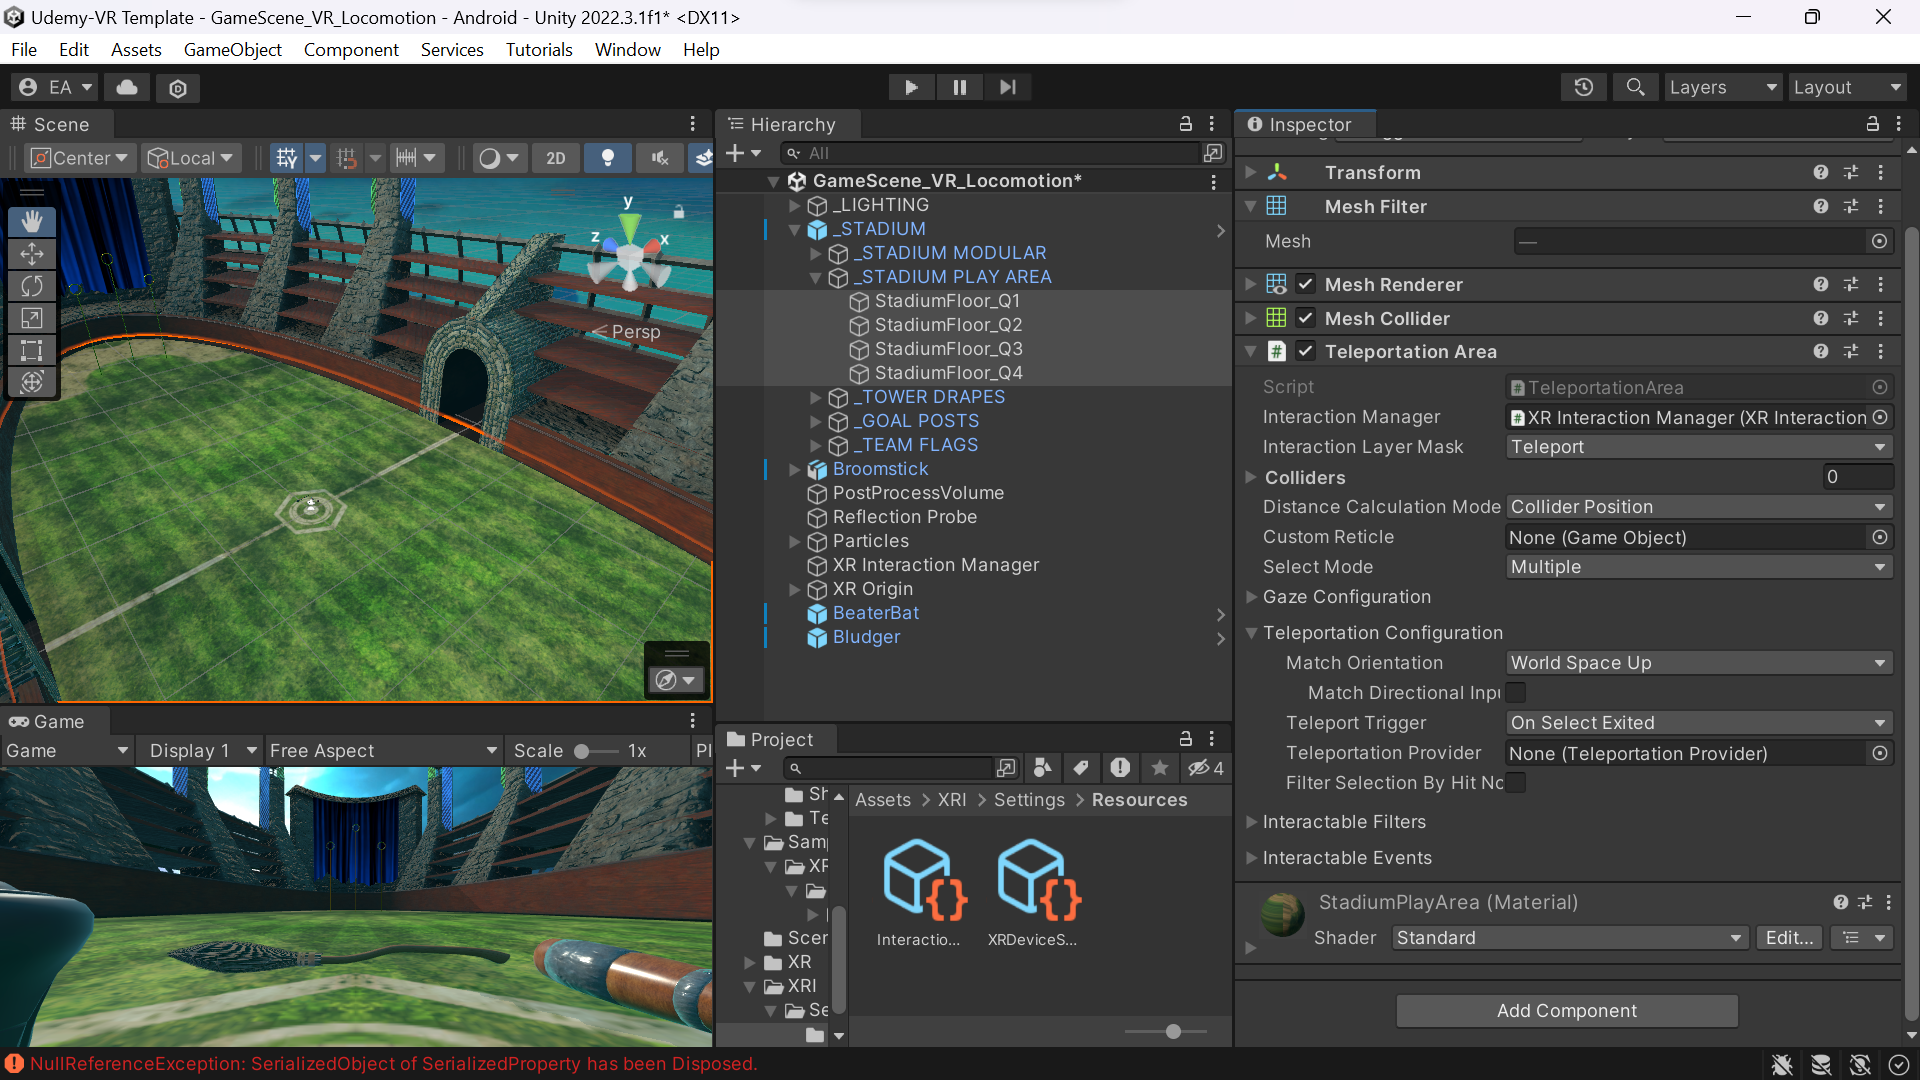 Udemy-VR Template - GameScene_VR_Locomotion - Android - Unity 2022.3.1f1* <DX11>
File Edit Assets GameObject Component Services Tutorials Window Help
EA
Layers
Layout
Scene
Center
Local
2D
y
z
x
Persp
Game
Game
Display 1
Free Aspect
Scale
1x
Pl
Hierarchy
All
GameScene_VR_Locomotion*
_LIGHTING
_STADIUM
_STADIUM MODULAR
_STADIUM PLAY AREA
StadiumFloor_Q1
StadiumFloor_Q2
StadiumFloor_Q3
StadiumFloor_Q4
_TOWER DRAPES
_GOAL POSTS
_TEAM FLAGS
Broomstick
PostProcessVolume
Reflection Probe
Particles
XR Interaction Manager
XR Origin
BeaterBat
Bludger
Project
4
Sh
Te
Sam
XR
Scer
XR
XRI
Se
Assets > XRI > Settings > Resources
Interactio...
XRDeviceS...
Inspector
Transform
Mesh Filter
Mesh
—
Mesh Renderer
Mesh Collider
# Teleportation Area
Script # TeleportationArea
Interaction Manager # XR Interaction Manager (XR Interaction
Interaction Layer Mask Teleport
Colliders 0
Distance Calculation Mode Collider Position
Custom Reticle None (Game Object)
Select Mode Multiple
Gaze Configuration
Teleportation Configuration
Match Orientation World Space Up
Match Directional Inpu
Teleport Trigger On Select Exited
Teleportation Provider None (Teleportation Provider)
Filter Selection By Hit No
Interactable Filters
Interactable Events
StadiumPlayArea (Material)
Shader Standard Edit...
Add Component
NullReferenceException: SerializedObject of SerializedProperty has been Disposed.